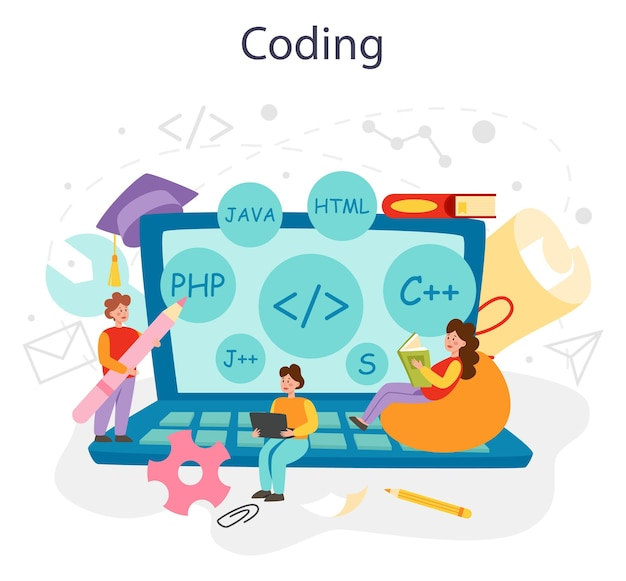 Coding
</>
JAVA
HTML
PHP
</>
C++
J++
S